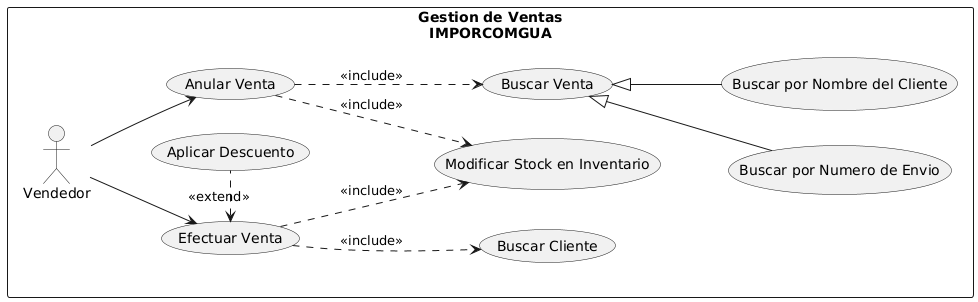 Gestion de Ventas
IMPORCOMGUA
Anular Venta
«include»
Buscar Venta
Buscar por Nombre del Cliente
«include»
Vendedor
Aplicar Descuento
Modificar Stock en Inventario
Buscar por Numero de Envio
«extend»
«include»
Efectuar Venta
«include»
Buscar Cliente